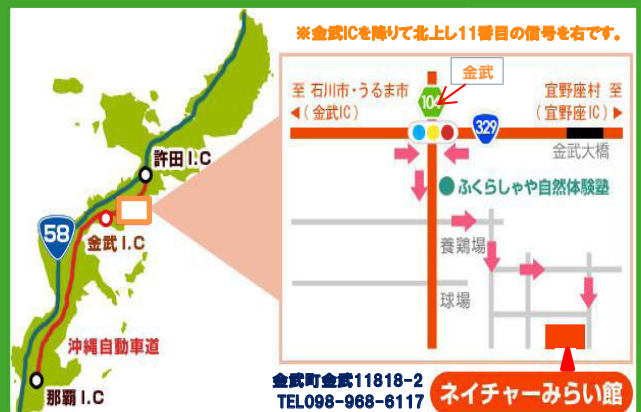 ※金武ICを降りて北上し11番目の信号を右です。
金武
至 石川市・うるま市
◀(金武IC)
104
至 宜野座村
(宜野座IC)▶
329
金武大橋
ふくらしゃや自然体験塾
養鶏場
球場
許田I.C
58
金武I.C
沖縄自動車道
那覇I.C
金武町金武11818-2
TEL098-968-6117
ネイチャーみらい館